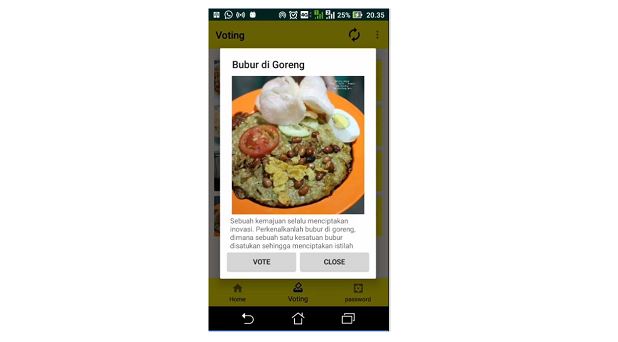 25% 20.35
Voting
Bubur di Goreng
Sebuah kemajuan selalu menciptakan
inovasi. Perkenalkanlah bubur di goreng,
dimana sebuah satu kesatuan bubur
disatukan sehingga menciptakan istilah
VOTE CLOSE
Home Voting password